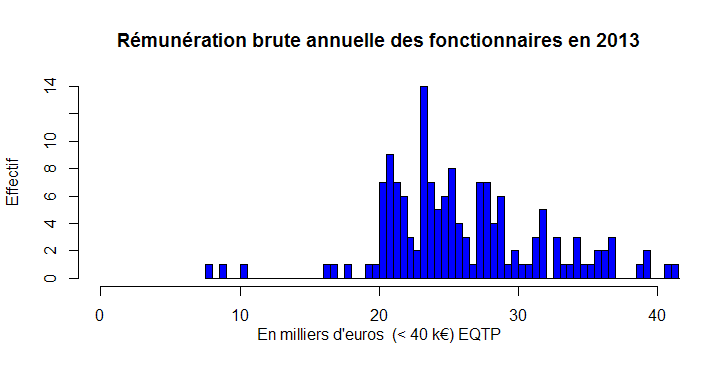 Rémunération brute annuelle des fonctionnaires en 2013
Effectif
14
10
8
6
4
2
0
0 10 20 30 40
En milliers d'euros (< 40 k€) EQTP